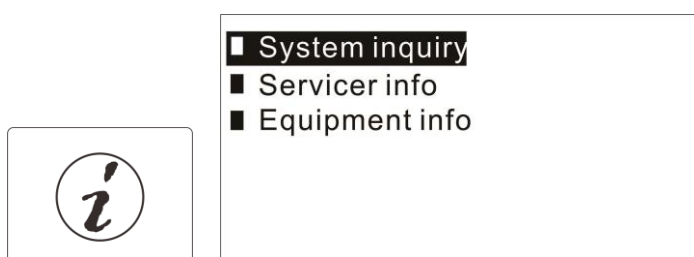 System inquiry
Servicer info
Equipment info
i